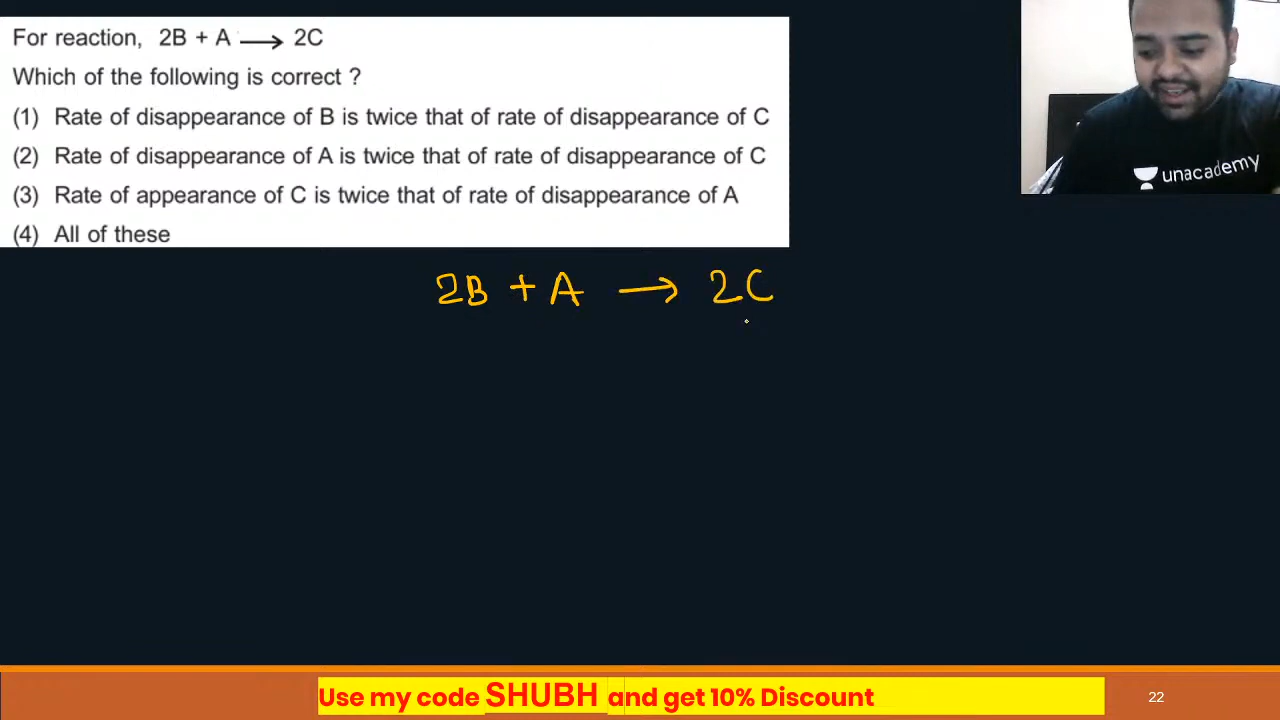 For reaction, 2B + A ⟶ 2C
Which of the following is correct ?
(1) Rate of disappearance of B is twice that of rate of disappearance of C
(2) Rate of disappearance of A is twice that of rate of disappearance of C
(3) Rate of appearance of C is twice that of rate of disappearance of A
(4) All of these
unacademy
2B + A → 2C
Use my code SHUBH and get 10% Discount
22